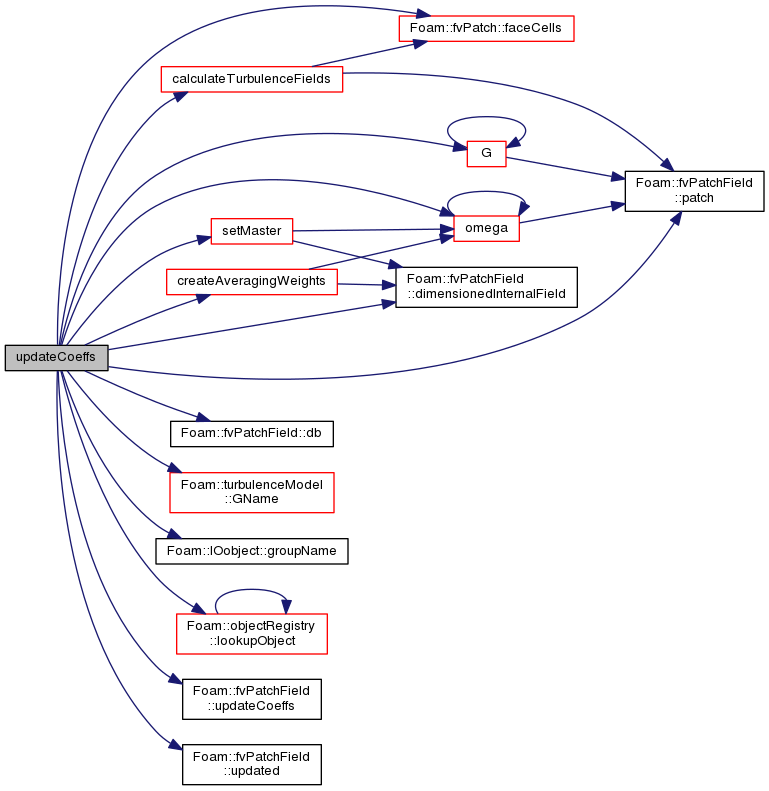 Foam::fvPatch::faceCells
calculateTurbulenceFields
G
Foam::fvPatchField
::patch
setMaster
omega
createAveragingWeights
Foam::fvPatchField
::dimensionedInternalField
updateCoeffs
Foam::fvPatchField::db
Foam::turbulenceModel
::GName
Foam::IOobject::groupName
Foam::objectRegistry
::lookupObject
Foam::fvPatchField
::updateCoeffs
Foam::fvPatchField
::updated